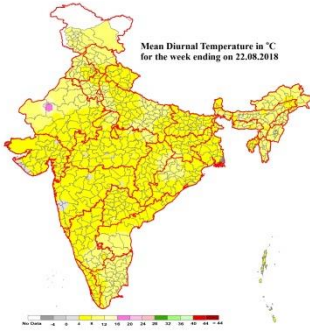 Mean Diurnal Temperature in °C
for the week ending on 22.08.2018
No Data -4 0 4 8 12 16 20 24 28 32 36 40 44 > 44